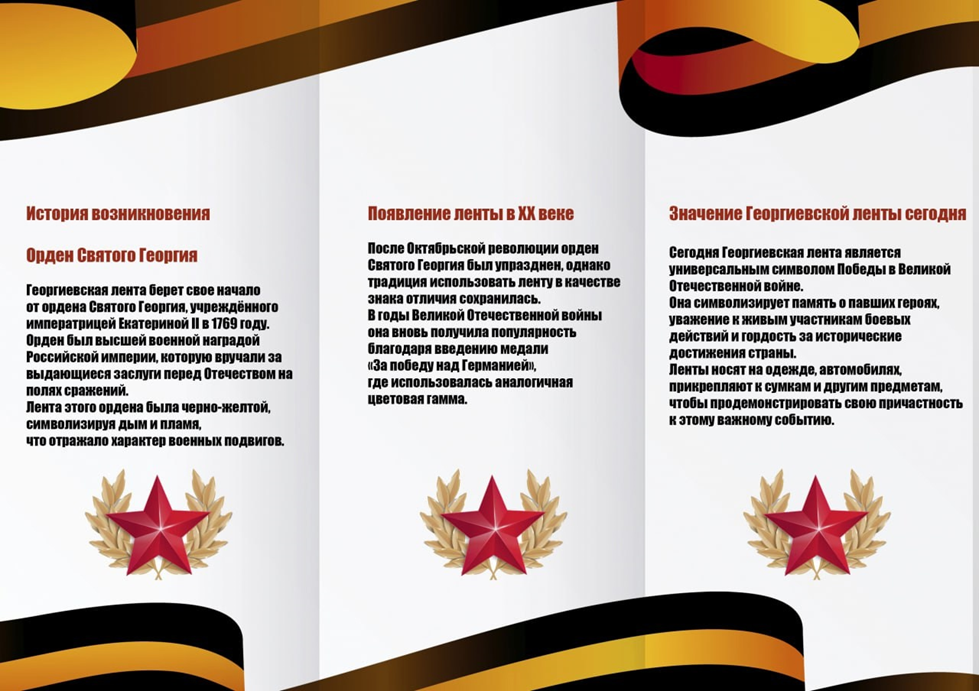 История возникновения
Орден Святого Георгия
Георгиевская лента берет свое начало
от ордена Святого Георгия, учреждённого
императрицей Екатериной II в 1769 году.
Орден был высшей военной наградой
Российской империи, которую вручали за
выдающиеся заслуги перед Отечеством на
полях сражений.
Лента этого ордена была черно-желтой,
символизируя дым и пламя,
что отражало характер военных подвигов.
Появление ленты в XX веке
После Октябрьской революции орден
Святого Георгия был упразднен, однако
традиция использовать ленту в качестве
знака отличия сохранилась.
В годы Великой Отечественной войны
она вновь получила популярность
благодаря введению медали
«За победу над Германией»,
где использовалась аналогичная
цветовая гамма.
Значение Георгиевской ленты сегодня
Сегодня Георгиевская лента является
универсальным символом Победы в Великой
Отечественной войне.
Она символизирует память о павших героях,
уважение к живым участникам боевых
действий и гордость за исторические
достижения страны.
Ленты носят на одежде, автомобилях,
прикрепляют к сумкам и другим предметам,
чтобы продемонстрировать свою причастность
к этому важному событию.